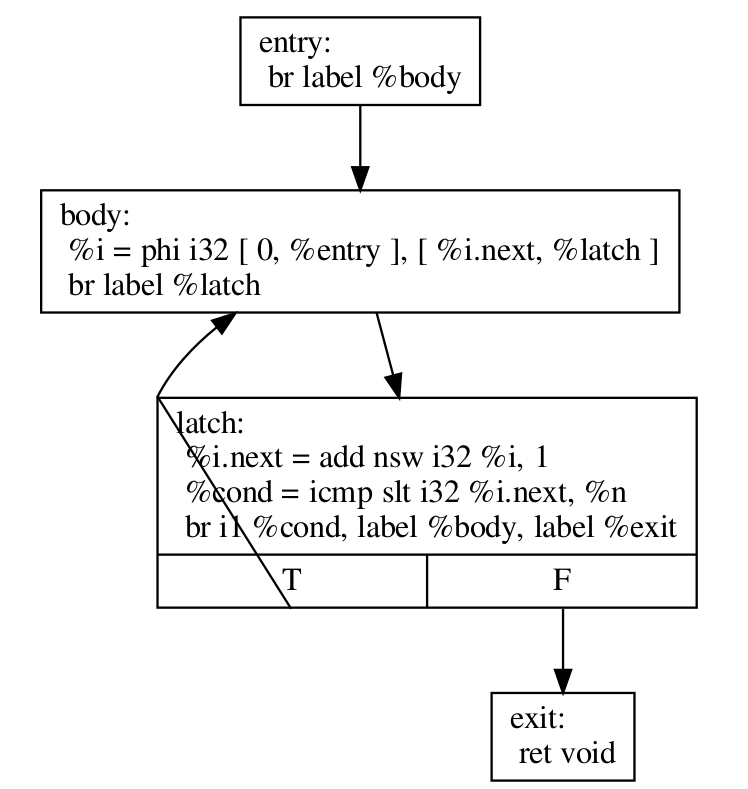 entry:
br label %body
body:
%i = phi i32 [ 0, %entry ], [ %i.next, %latch ]
br label %latch
latch:
%i.next = add nsw i32 %i, 1
%cond = icmp slt i32 %i.next, %n
br i1 %cond, label %body, label %exit
T
F
exit:
ret void